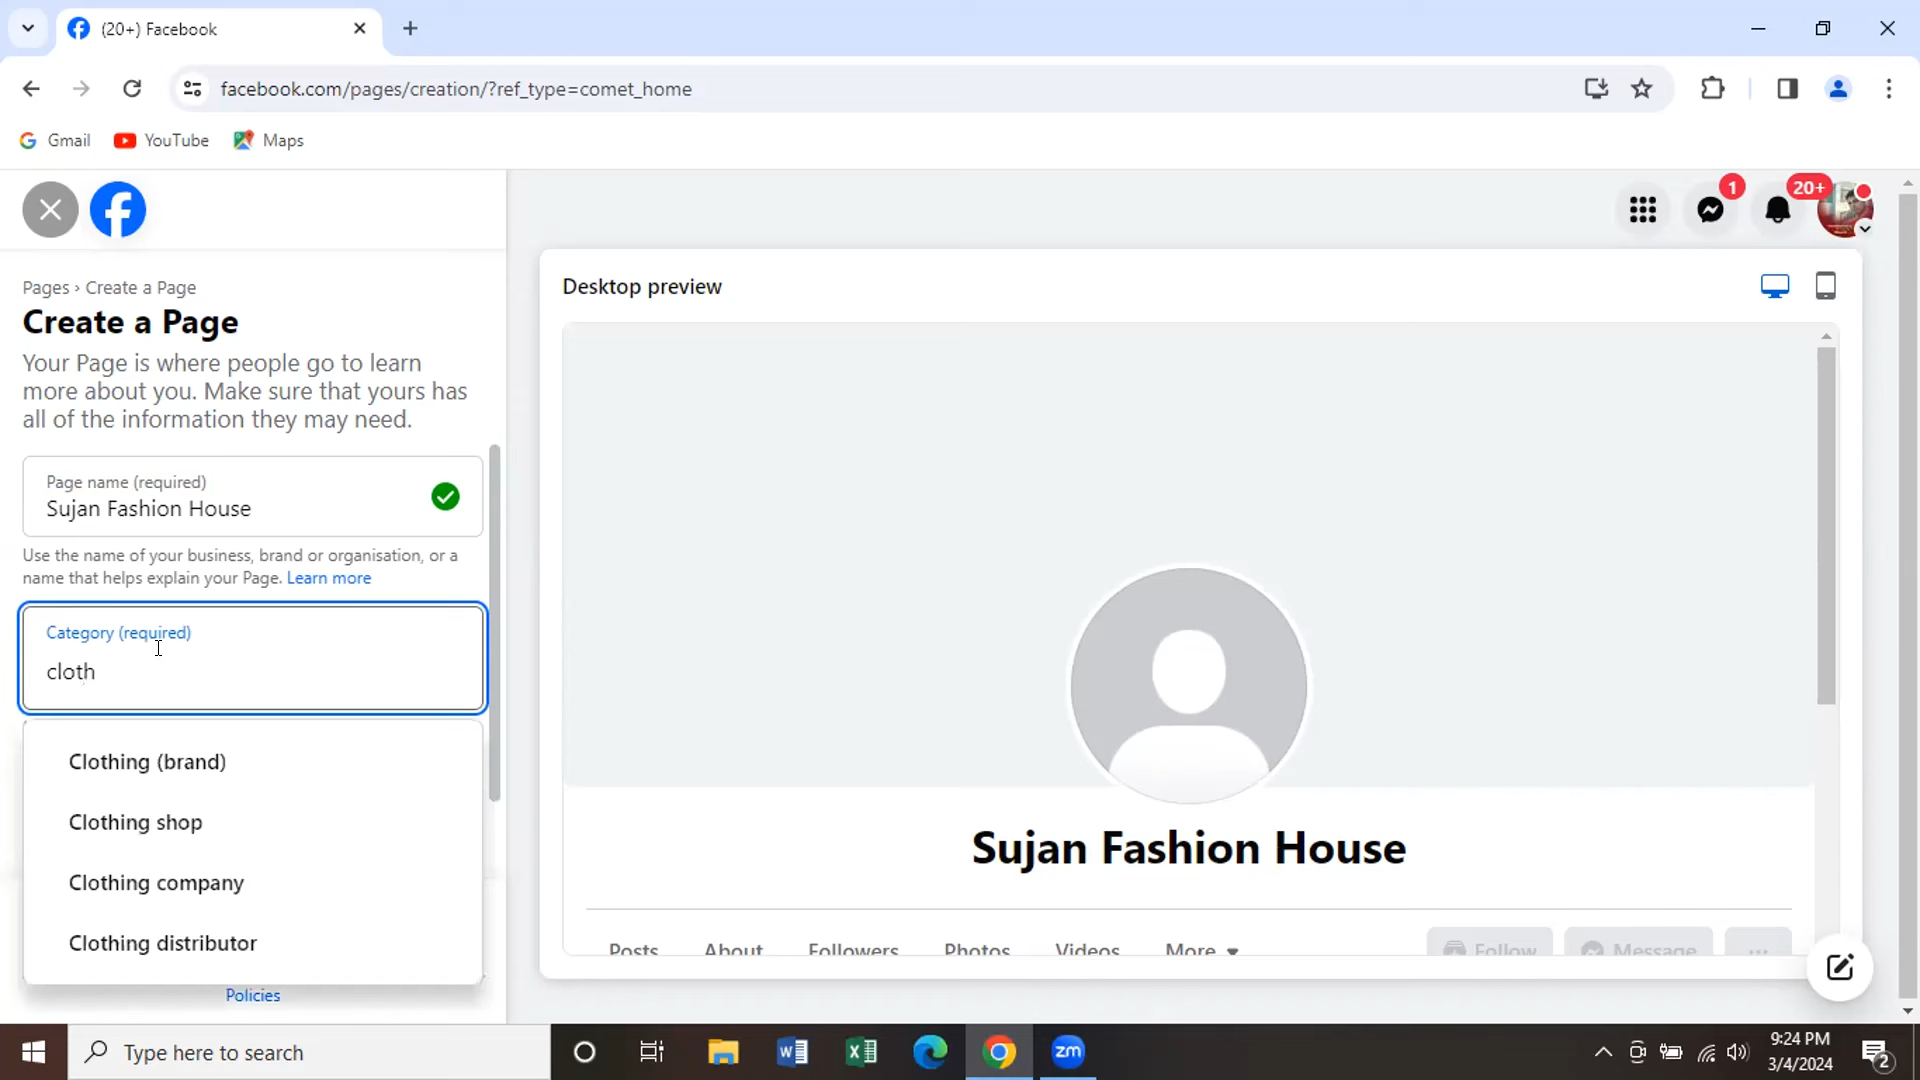 (20+) Facebook
facebook.com/pages/creation/?ref_type=comet_home
Gmail YouTube Maps
1 20+
Pages › Create a Page
Create a Page
Your Page is where people go to learn
more about you. Make sure that yours has
all of the information they may need.
Page name (required)
Sujan Fashion House
Use the name of your business, brand or organisation, or a
name that helps explain your Page. Learn more
Category (required)
cloth
Clothing (brand)
Clothing shop
Clothing company
Clothing distributor
Policies
Desktop preview
Sujan Fashion House
Posts About Followers Photos Videos More Follow Message
Type here to search
zm
9:24 PM
3/4/2024
2